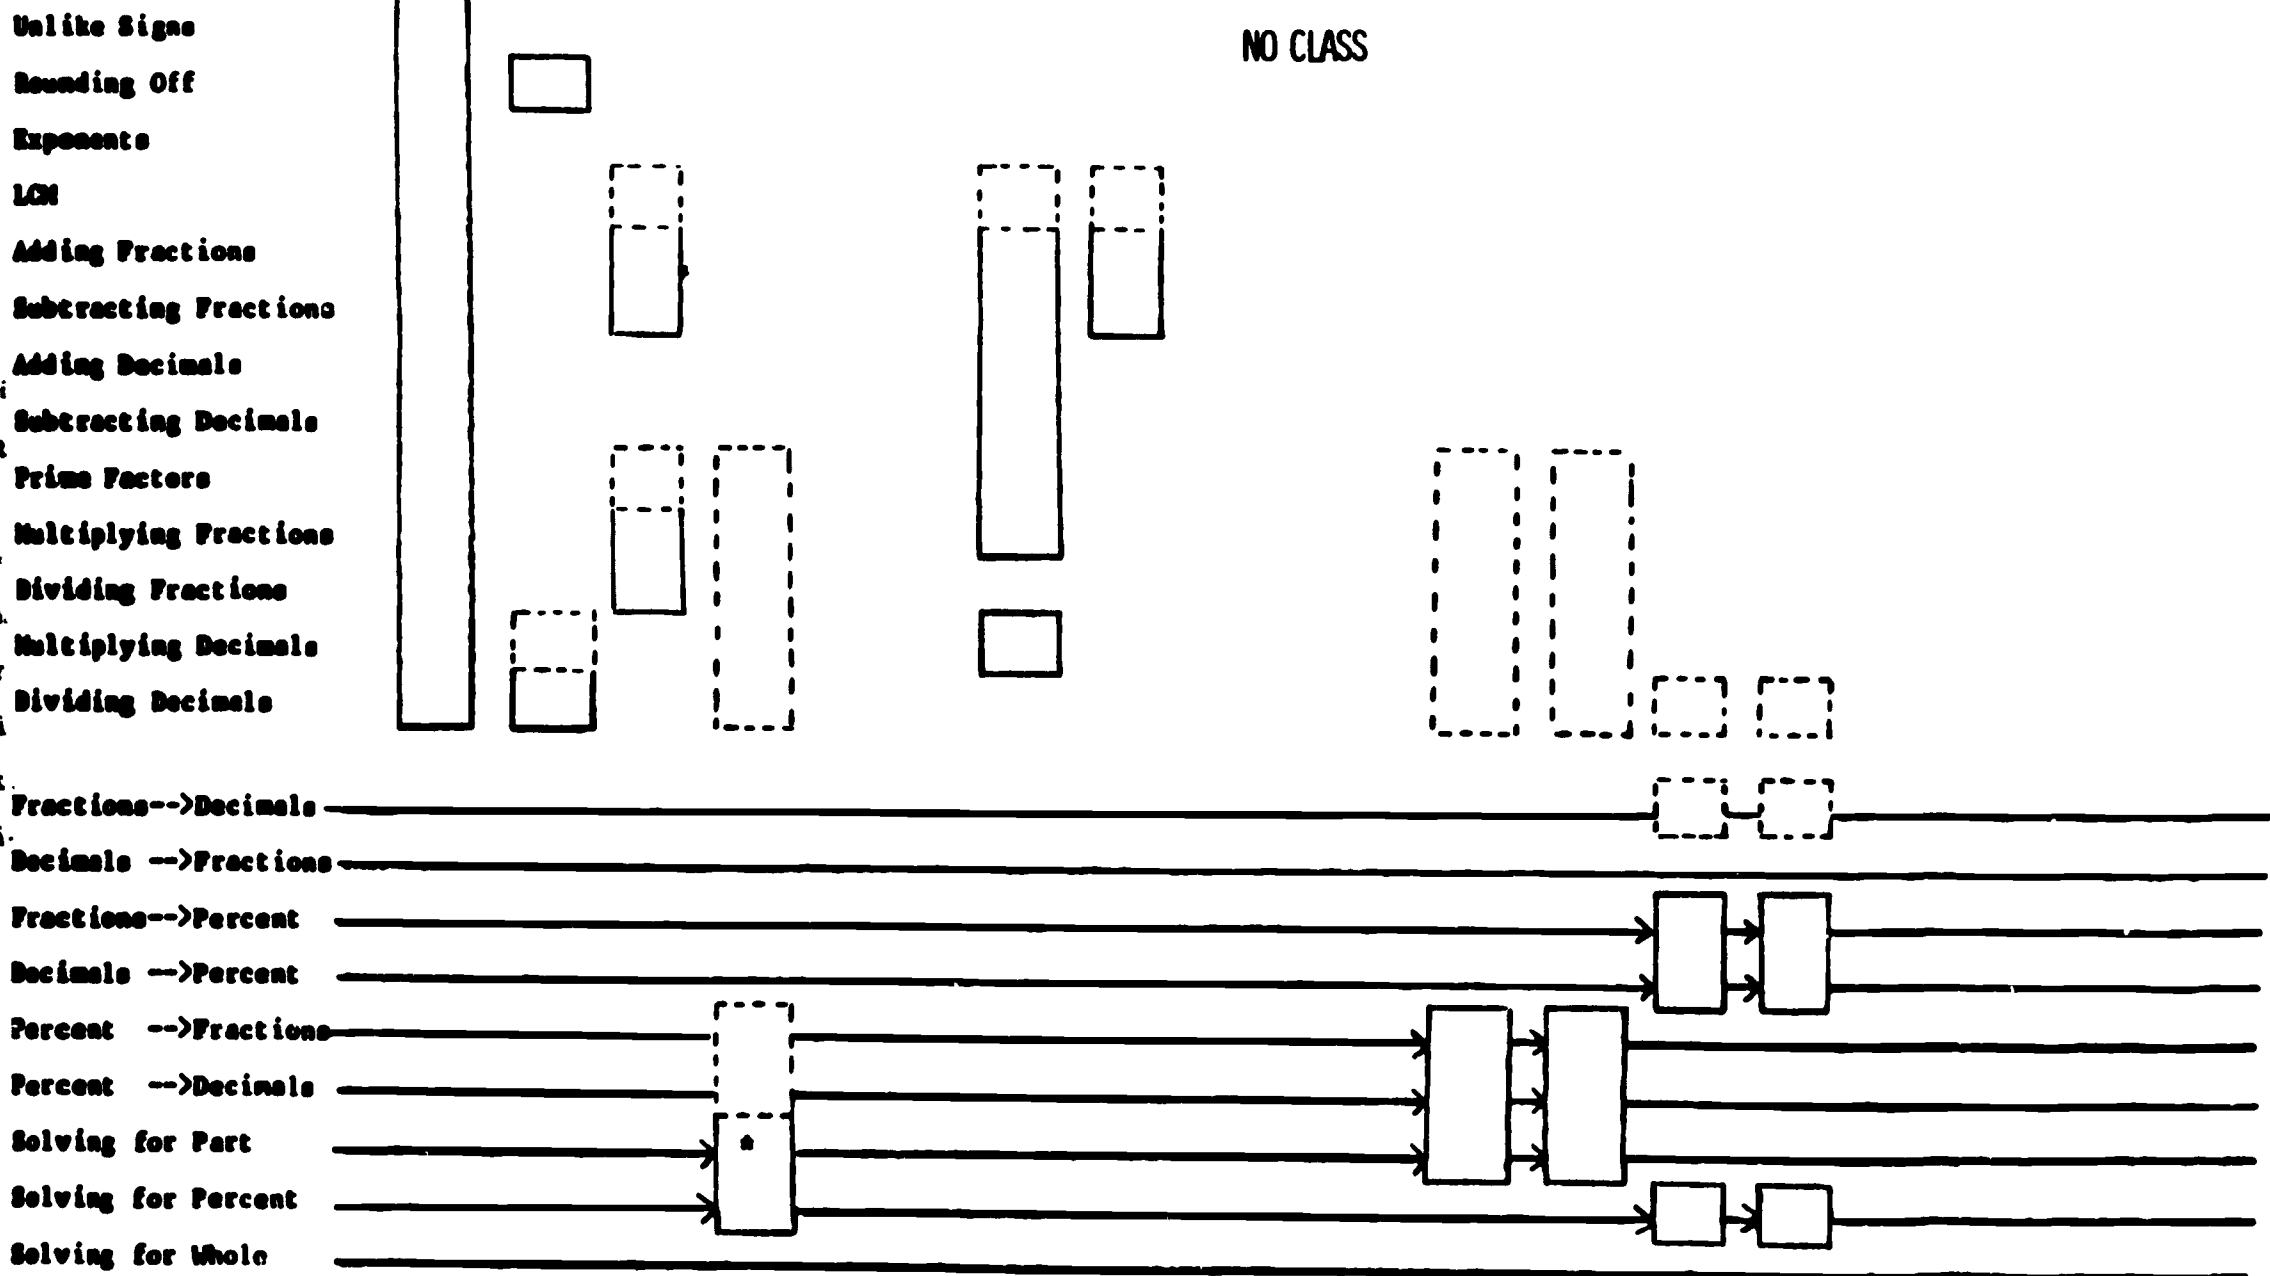 Unlike Signs
NO CLASS
Rounding Off
Exponents
LCM
Adding Fractions
Subtracting Fractions
Adding Decimals
Subtracting Decimals
Prime Factors
Multiplying Fractions
Dividing Fractions
Multiplying Decimals
Dividing Decimals
Fractions-->Decimals
Decimals -->Fractions
Fractions-->Percent
Decimals -->Percent
Percent -->Fractions
Percent -->Decimals
Solving for Part *
Solving for Percent
Solving for Whole